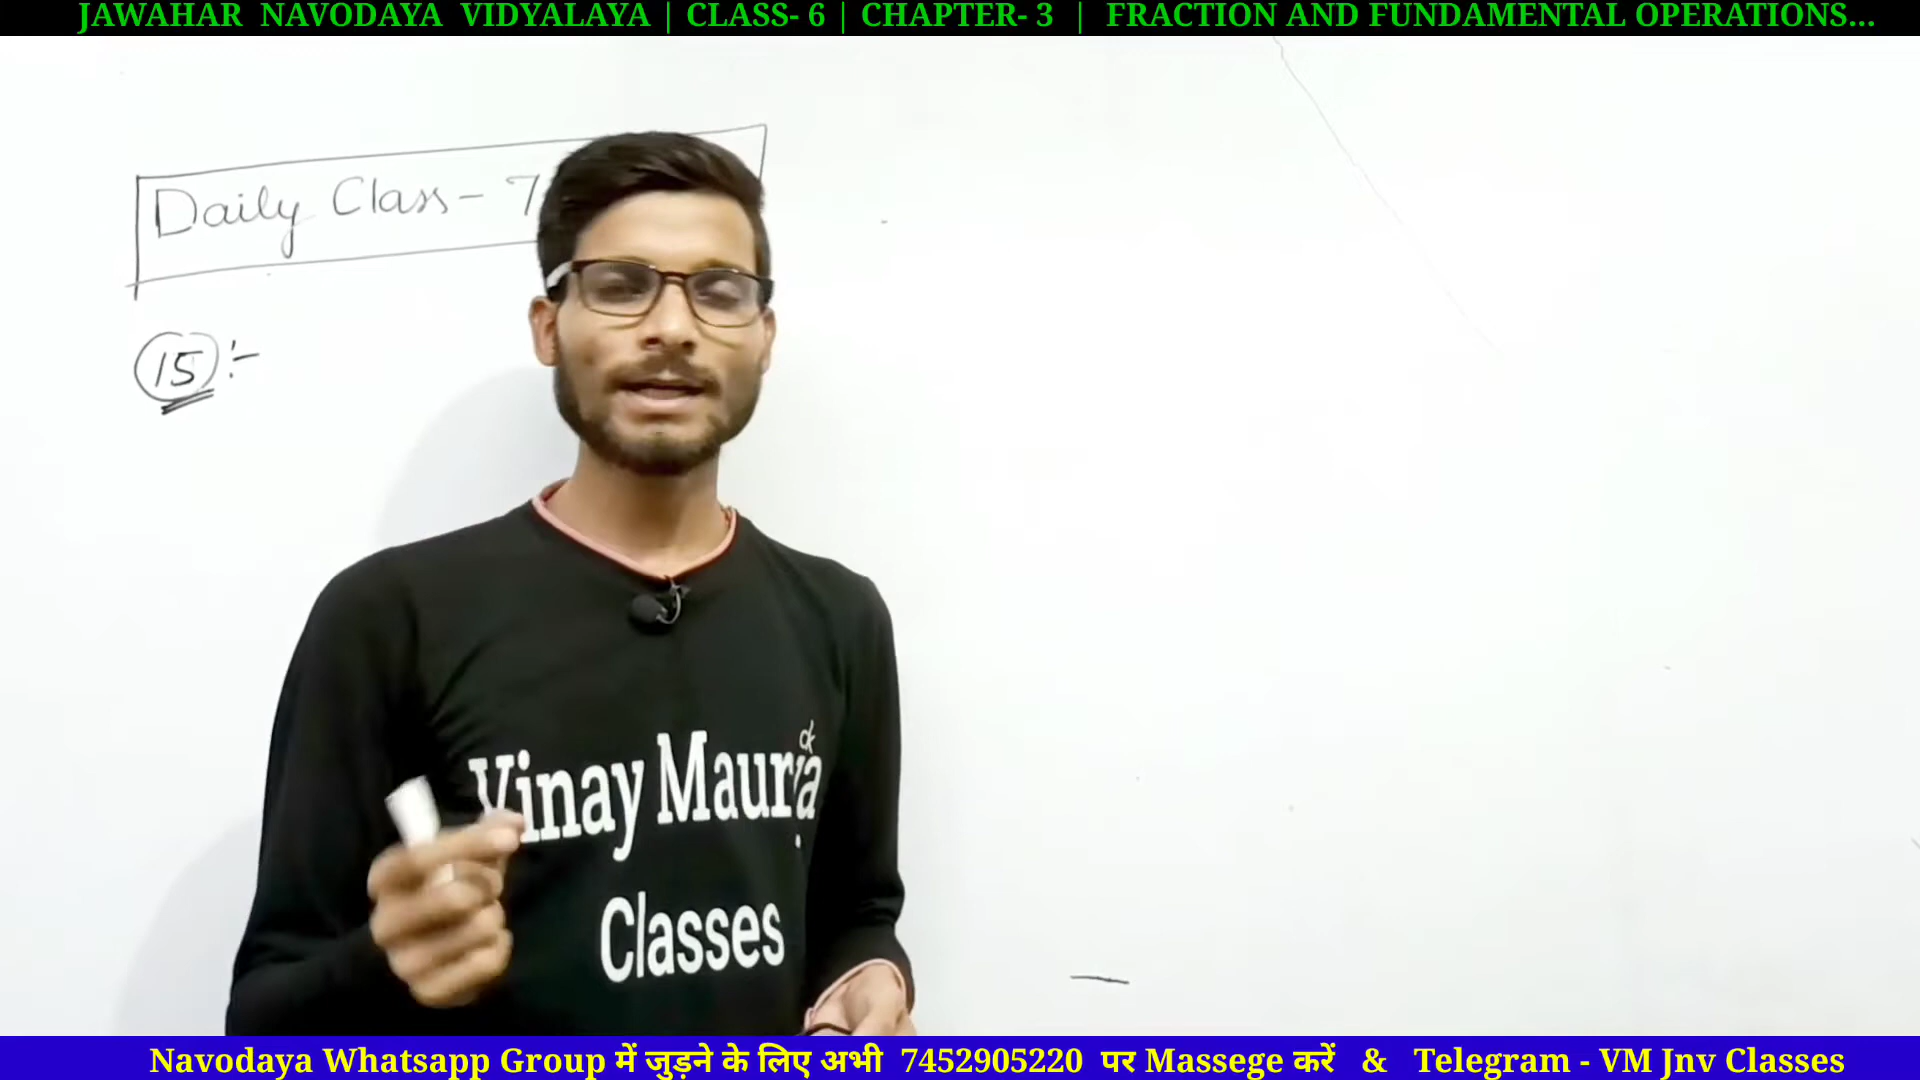 JAWAHAR NAVODAYA VIDYALAYA | CLASS- 6 | CHAPTER- 3 | FRACTION AND FUNDAMENTAL OPERATIONS...
Daily Class- 7
15 :-
Vinay Maurya
Classes
Navodaya Whatsapp Group में जुड़ने के लिए अभी 7452905220 पर Massege करें & Telegram - VM Jnv Classes